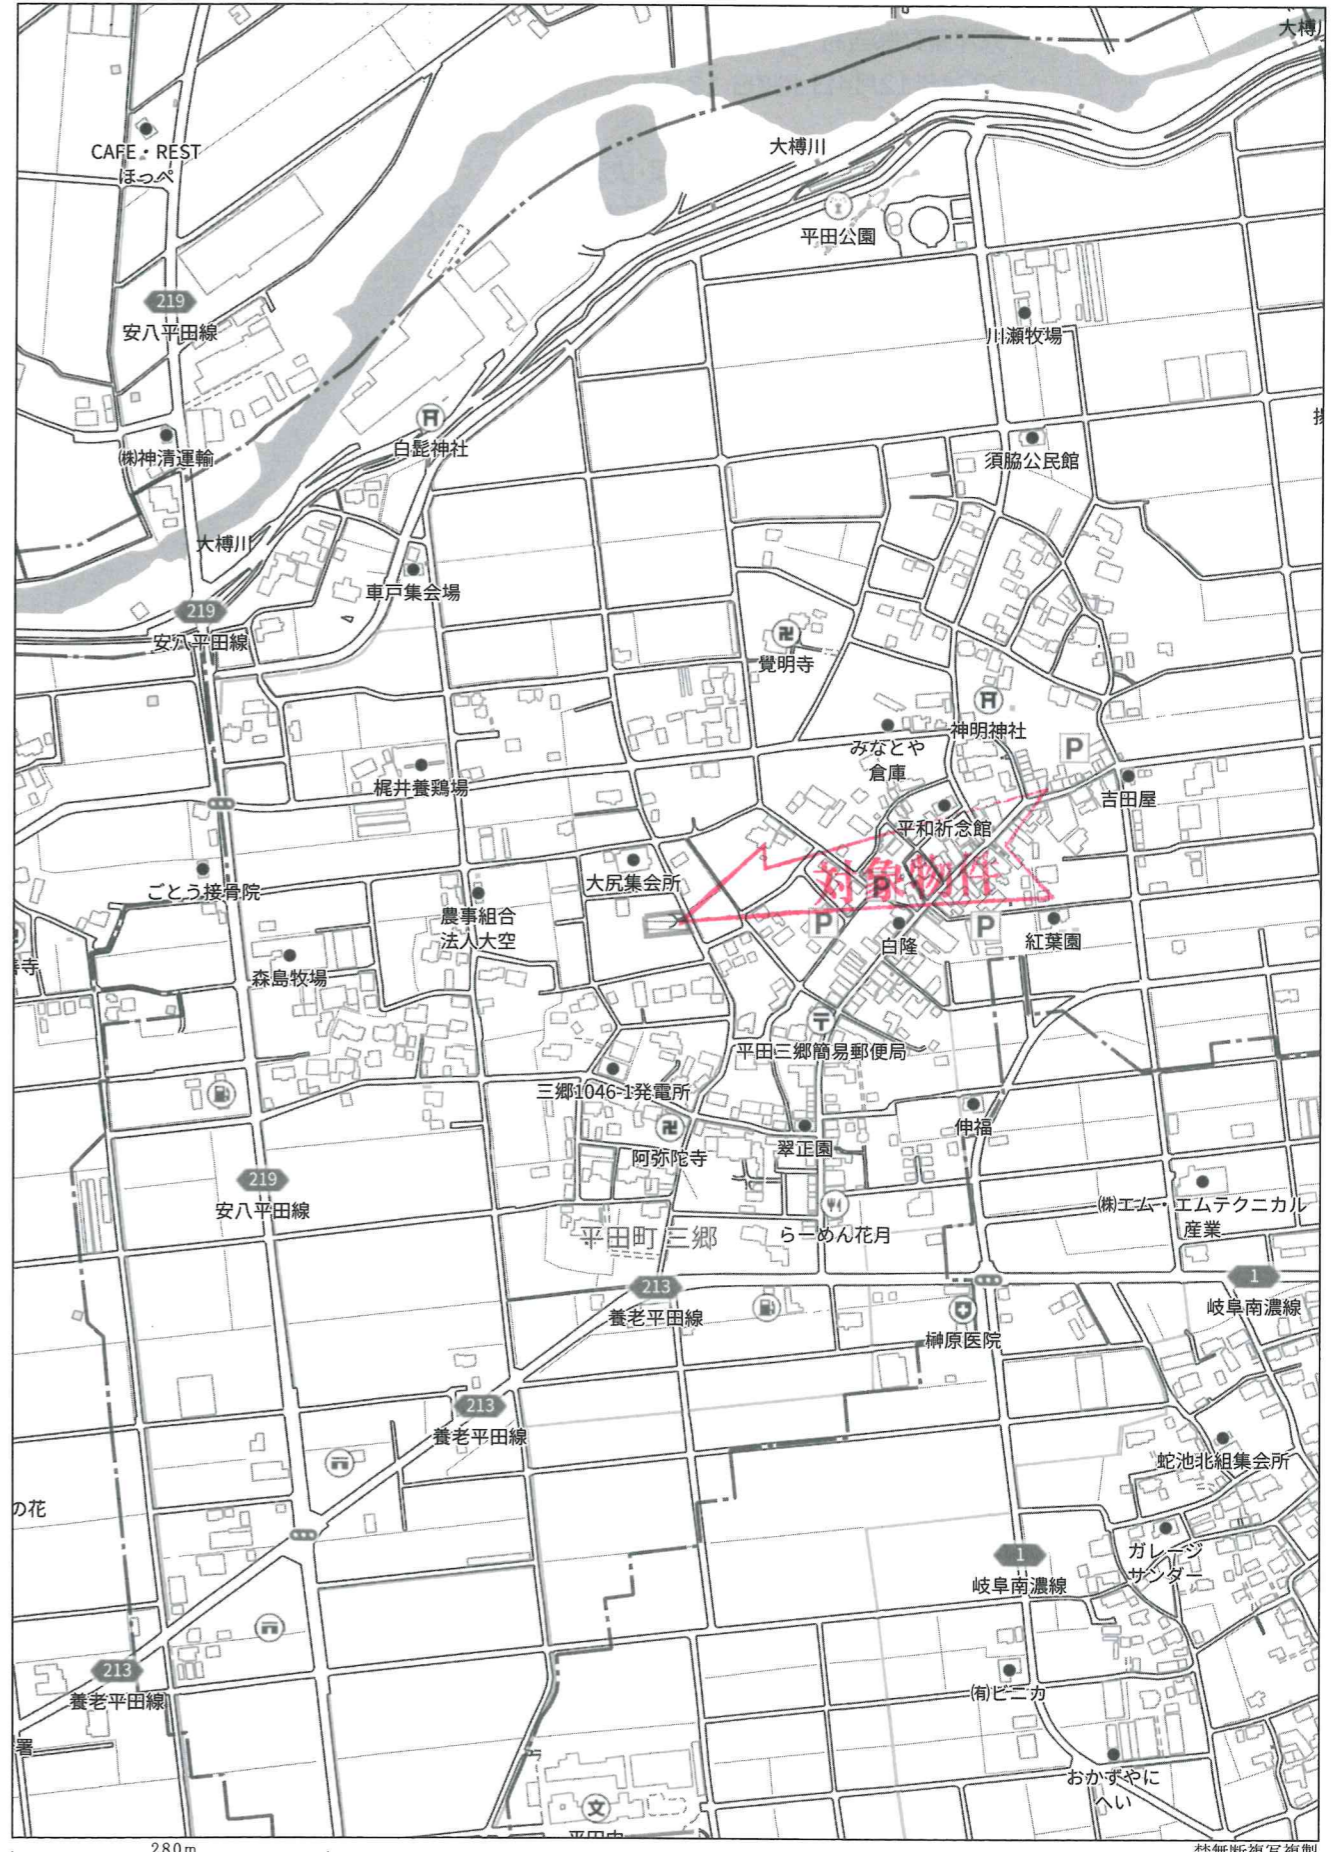 大榑川
CAFE・REST
ほっぺ
大榑川
平田公園
219
安八平田線
川瀬牧場
㈱神清運輸
白髭神社
須脇公民館
大榑川
車戸集会場
219
安八平田線
覺明寺
神明神社
みなとや
倉庫
P
梶井養鶏場
吉田屋
平和祈念館
ごとう接骨院
大尻集会所
対象物件
P
農事組合
法人大空
P
白隆
P
紅葉園
寺
森島牧場
平田三郷簡易郵便局
三郷1046-1発電所
伸福
阿弥陀寺
翠正園
219
安八平田線
㈱エム・エムテクニカル
産業
平田町三郷
らーめん花月
213
養老平田線
1
岐阜南濃線
榊原医院
213
養老平田線
蛇池北組集会所
の花
ガレージ
サンダー
1
岐阜南濃線
213
養老平田線
㈲ビニカ
署
おかずやに
へい
文
280m
禁無断複写複製